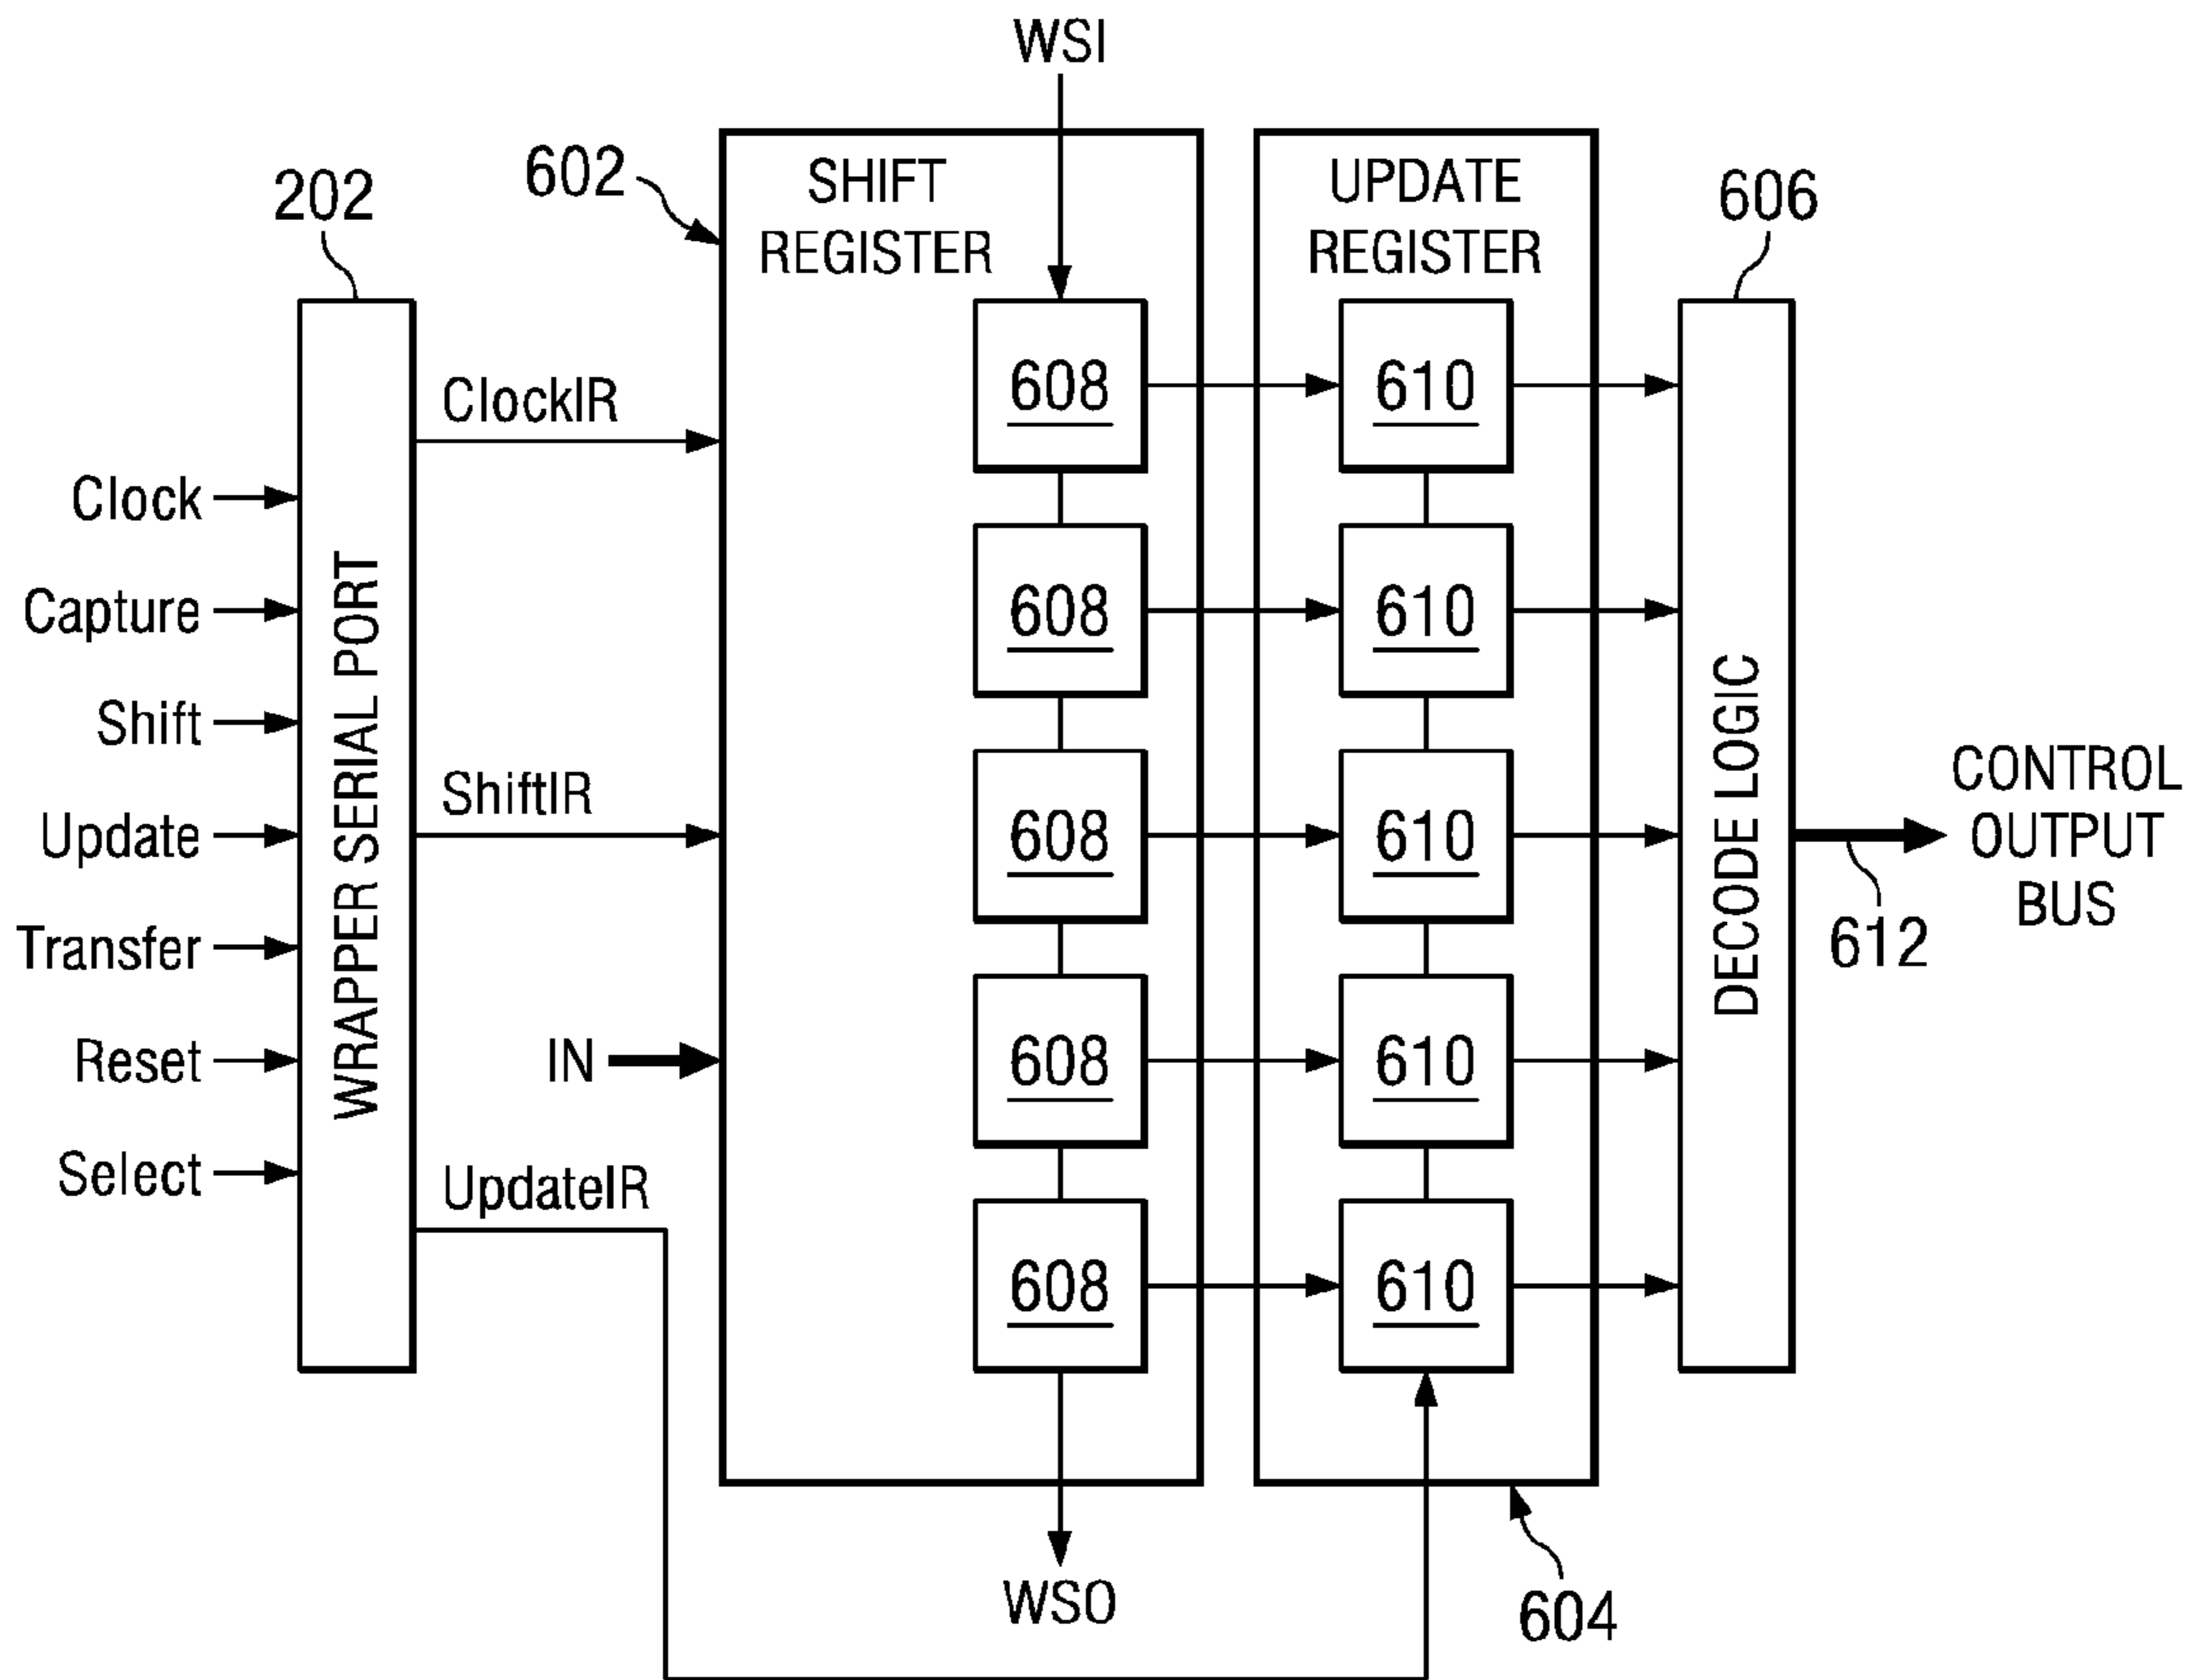 WSI
602
SHIFT
REGISTER
UPDATE
REGISTER
202
606
ClockIR
608
610
Clock
Capture
608
610
Shift
Update
ShiftIR
608
610
Transfer
Reset
IN
608
610
Select
UpdateIR
608
610
WRAPPER SERIAL PORT
DECODE LOGIC
CONTROL
OUTPUT
BUS
612
WSO
604